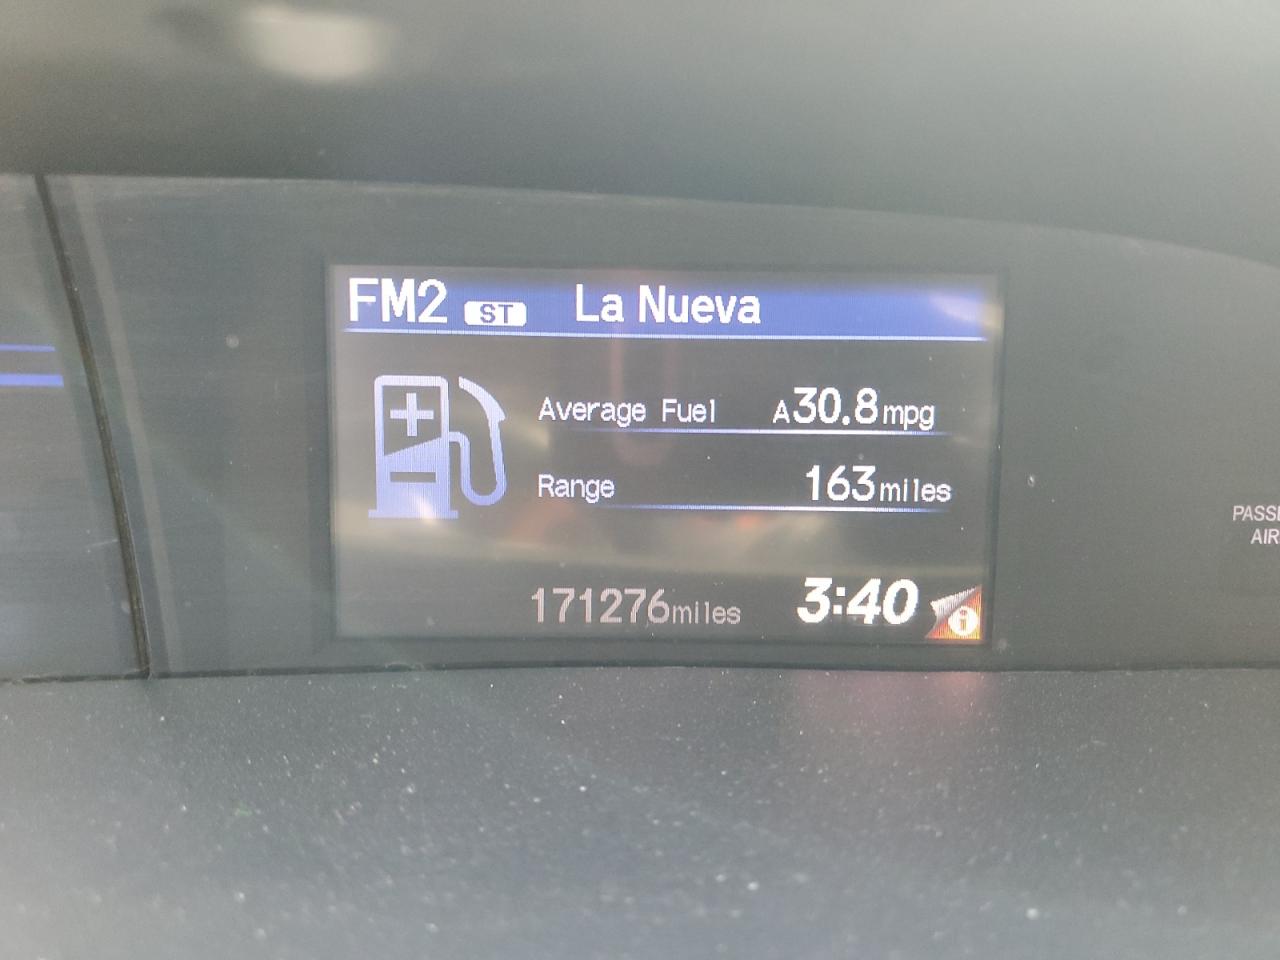 FM2 ST La Nueva
Average Fuel A30.8mpg
Range 163miles
171276miles 3:40 i
PASS
AIR